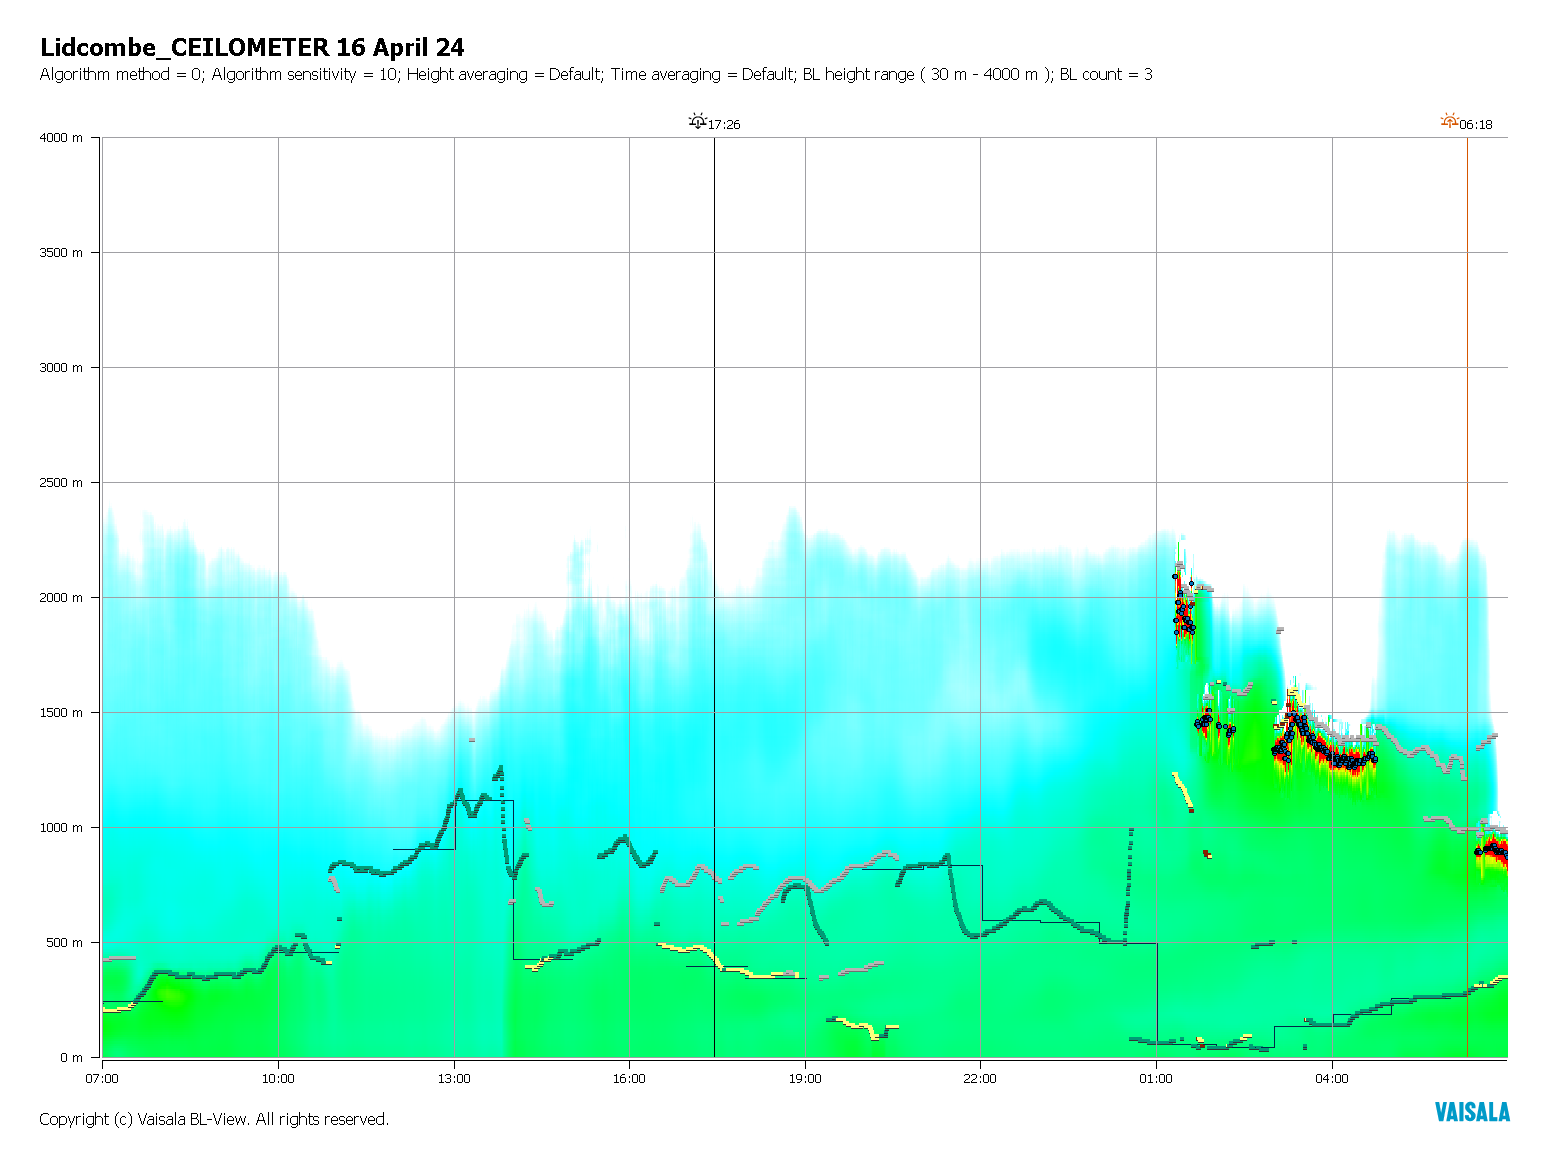 Lidcombe_CEILOMETER 16 April 24
Algorithm method = 0; Algorithm sensitivity = 10; Height averaging = Default; Time averaging = Default; BL height range ( 30 m - 4000 m ); BL count = 3
17:26
06:18
4000 m
3500 m
3000 m
2500 m
2000 m
1500 m
1000 m
500 m
0 m
07:00
10:00
13:00
16:00
19:00
22:00
01:00
04:00
Copyright (c) Vaisala BL-View. All rights reserved.
VAISALA